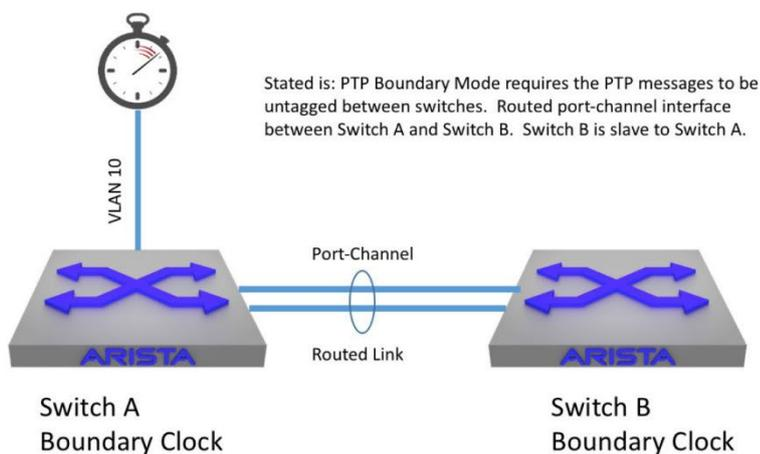 Stated is: PTP Boundary Mode requires the PTP messages to be
untagged between switches. Routed port-channel interface
between Switch A and Switch B. Switch B is slave to Switch A.
VLAN 10
Port-Channel
Routed Link
ARISTA
ARISTA
Switch A
Boundary Clock
Switch B
Boundary Clock